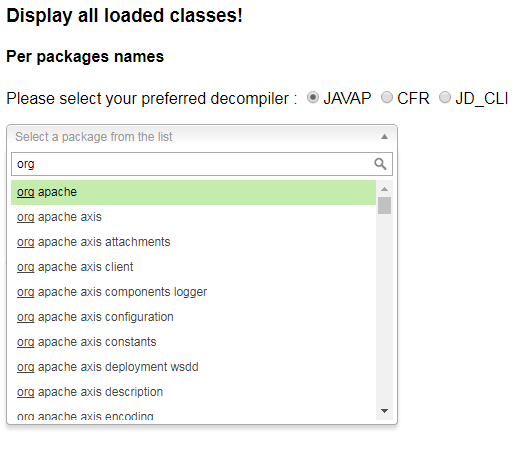 Display all loaded classes!
Per packages names
Please select your preferred decompiler : JAVAP CFR JD_CLI
Select a package from the list
org
org apache
org apache axis
org apache axis attachments
org apache axis client
org apache axis components logger
org apache axis configuration
org apache axis constants
org apache axis deployment wsdd
org apache axis description
org apache axis encoding